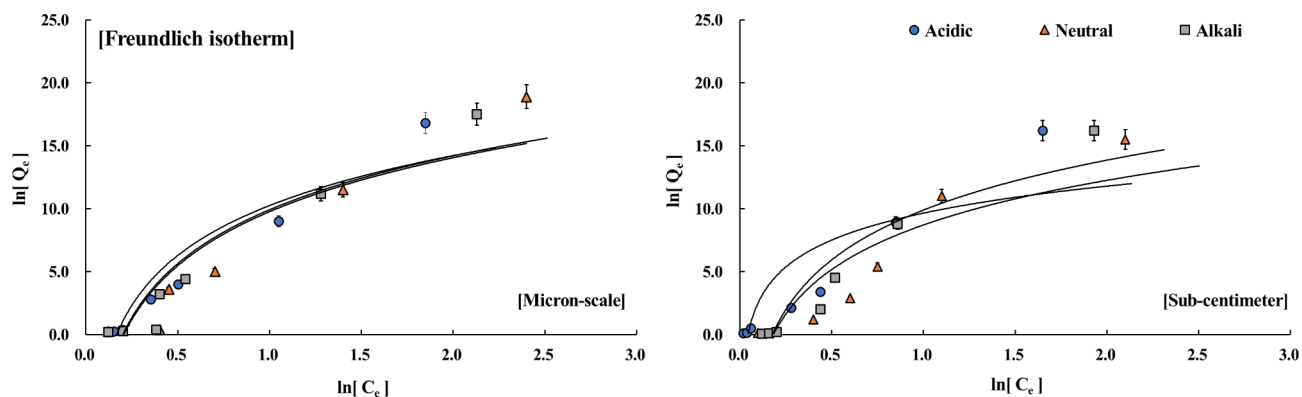 [Freundlich isotherm]
25.0
20.0
15.0
10.0
5.0
0.0
ln[ Qe ]
[Micron-scale]
0.0 0.5 1.0 1.5 2.0 2.5 3.0
ln[ Ce ]
Acidic Neutral Alkali
25.0
20.0
15.0
10.0
5.0
0.0
ln[ Qe ]
[Sub-centimeter]
0.0 0.5 1.0 1.5 2.0 2.5 3.0
ln[ Ce ]